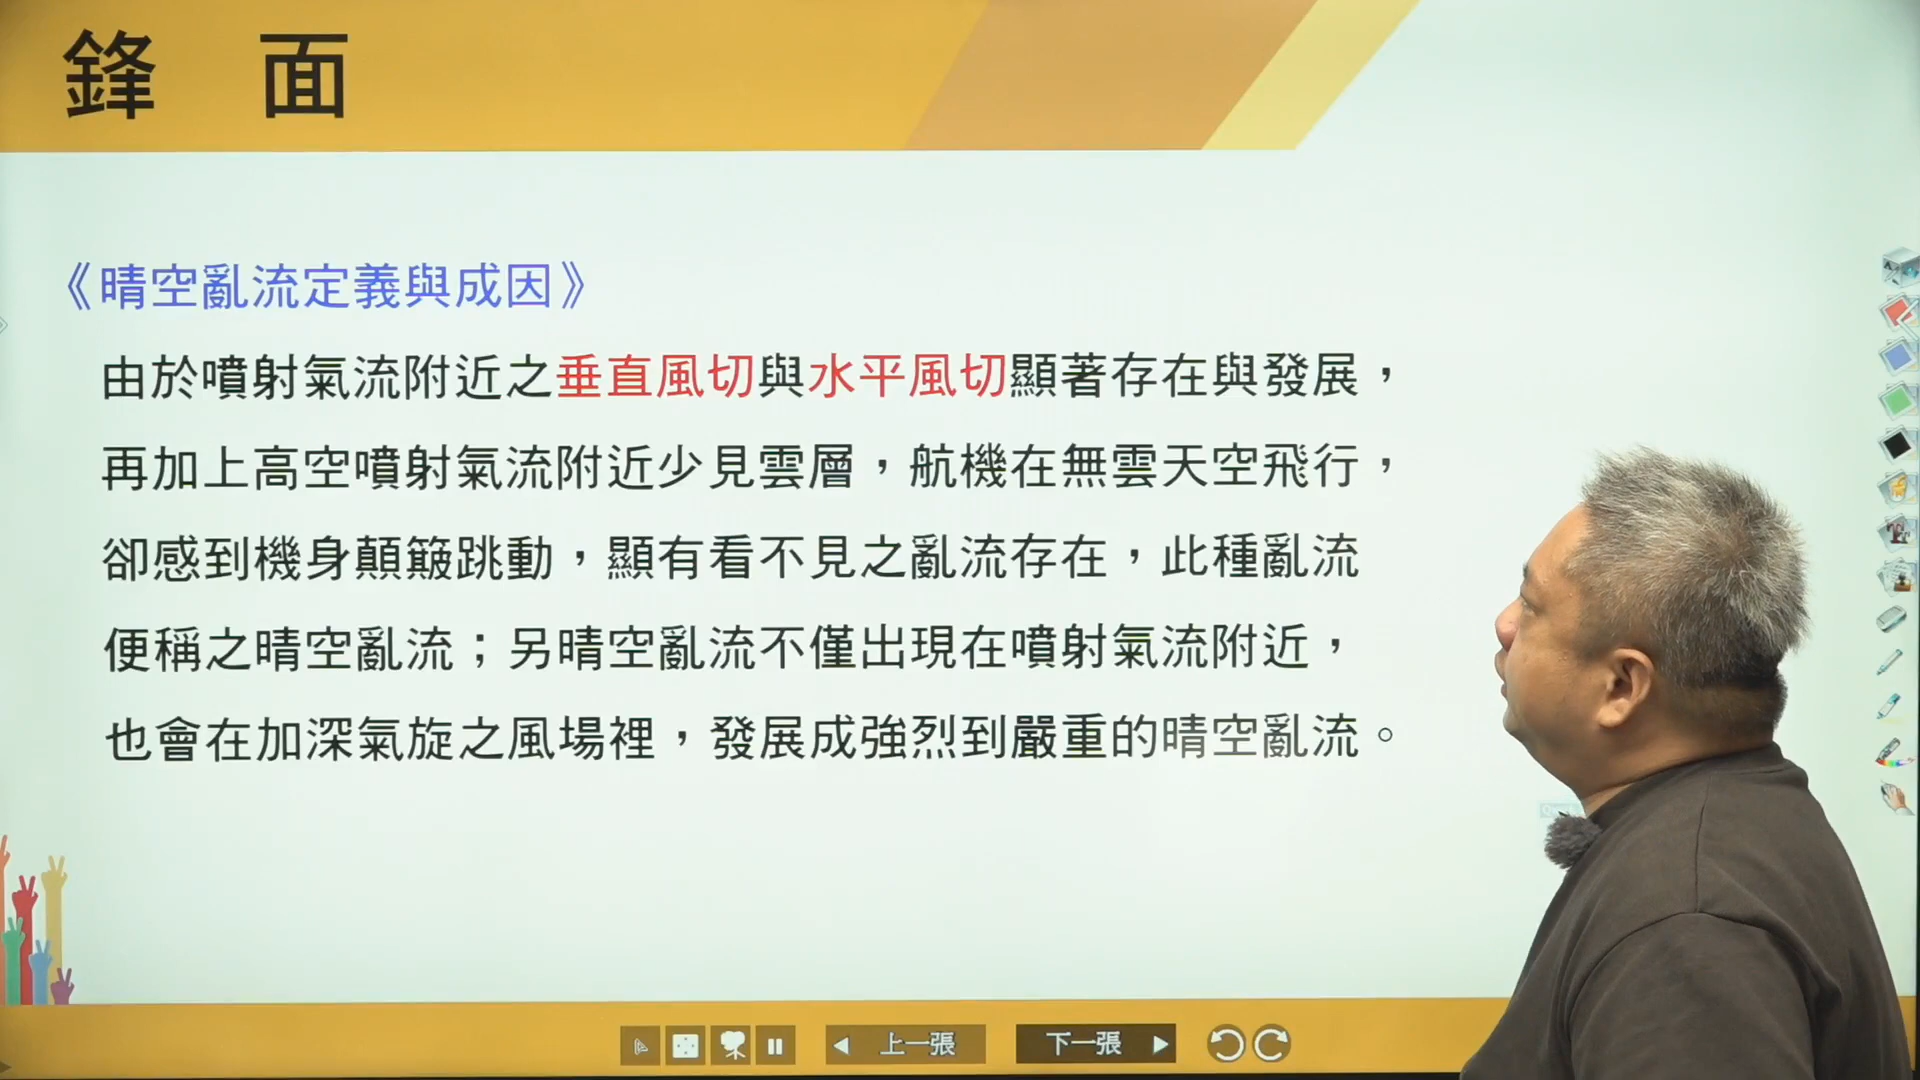 鋒 面
《晴空亂流定義與成因》
由於噴射氣流附近之垂直風切與水平風切顯著存在與發展，
再加上高空噴射氣流附近少見雲層，航機在無雲天空飛行，
卻感到機身顛簸跳動，顯有看不見之亂流存在，此種亂流
便稱之晴空亂流；另晴空亂流不僅出現在噴射氣流附近，
也會在加深氣旋之風場裡，發展成強烈到嚴重的晴空亂流。
上一張 下一張